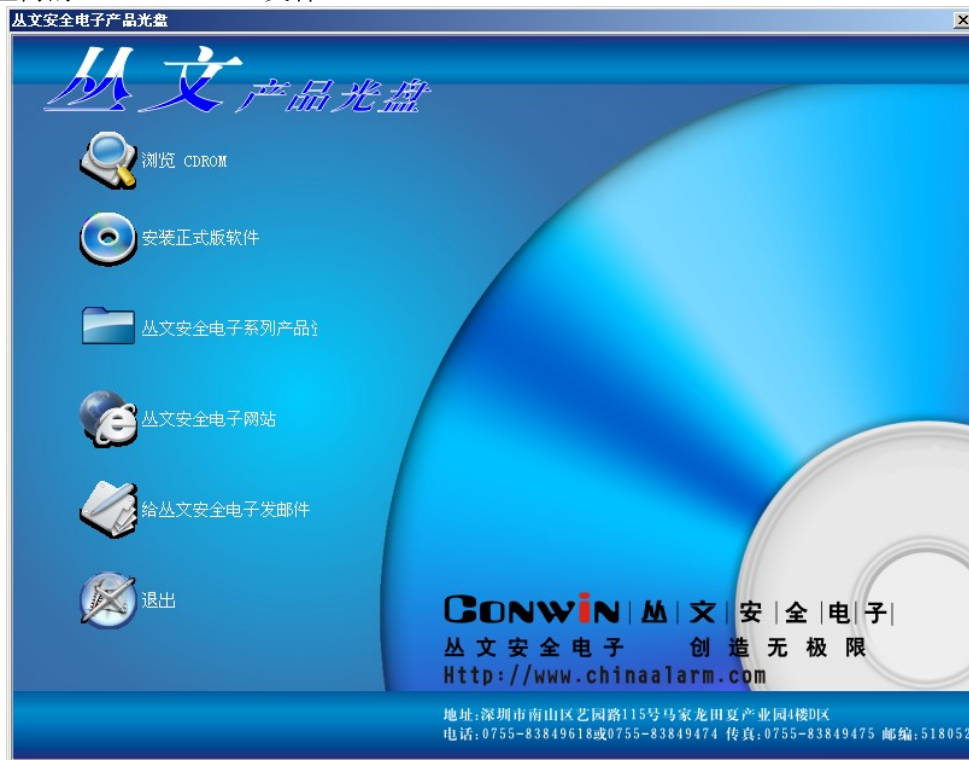 丛文安全电子产品光盘
丛文产品光盘
浏览 CDROM
安装正式版软件
丛文安全电子系列产品
丛文安全电子网站
给丛文安全电子发邮件
退出
CONWiN|丛|文|安|全|电|子|
丛文安全电子 创造无极限
Http://www.chinaalarm.com
地址:深圳市南山区艺园路115号马家龙田夏产业园4楼D区
电话:0755-83849618或0755-83849474 传真:0755-83849475 邮编:518052